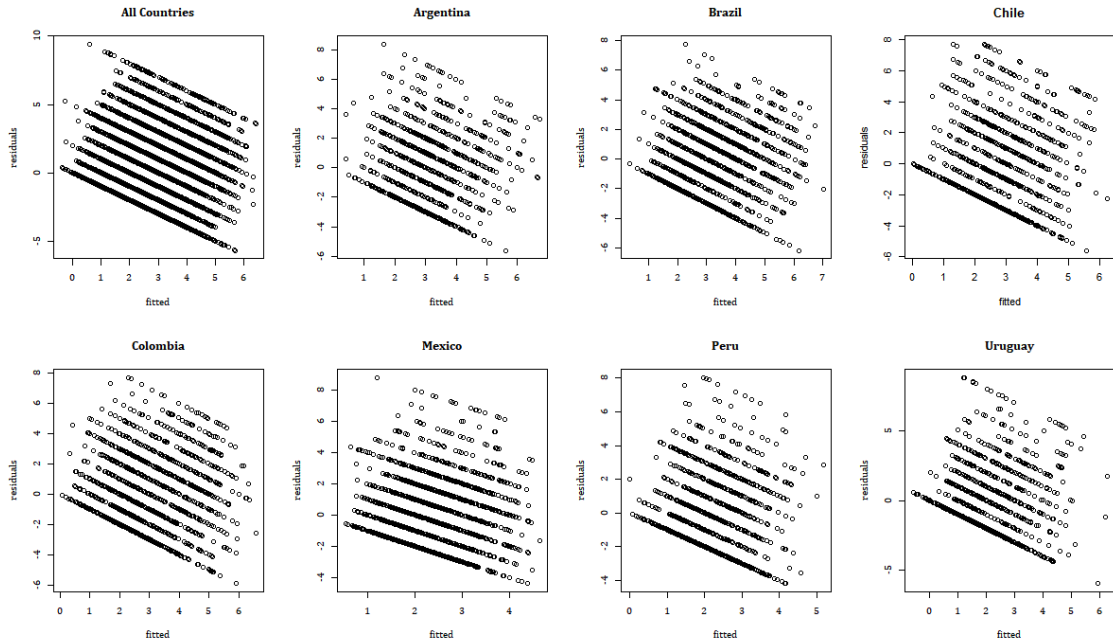 All Countries
Argentina
Brazil
Chile
10
5
0
-5
residuals
0 1 2 3 4 5 6
fitted
8
6
4
2
0
-2
-4
-6
residuals
1 2 3 4 5 6
fitted
8
6
4
2
0
-2
-4
-6
residuals
1 2 3 4 5 6 7
fitted
8
6
4
2
0
-2
-4
-6
residuals
0 1 2 3 4 5 6
fitted
Colombia
Mexico
Peru
Uruguay
8
6
4
2
0
-2
-4
-6
residuals
0 1 2 3 4 5 6
fitted
8
6
4
2
0
-2
-4
residuals
1 2 3 4
fitted
8
6
4
2
0
-2
-4
residuals
0 1 2 3 4 5
fitted
5
0
-5
residuals
0 1 2 3 4 5 6
fitted